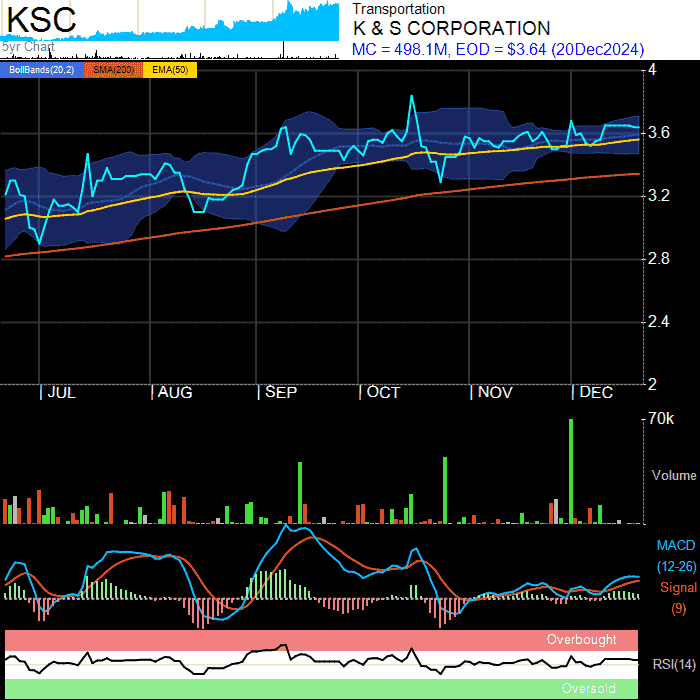 KSC
5yr Chart
Transportation
K & S CORPORATION
MC = 498.1M, EOD = $3.64 (20Dec2024)
BollBands(20,2) SMA(200) EMA(50)
4
3.6
3.2
2.8
2.4
2
JUL AUG SEP OCT NOV DEC
70k
Volume
MACD
(12-26)
Signal
(9)
Overbought
RSI(14)
Oversold